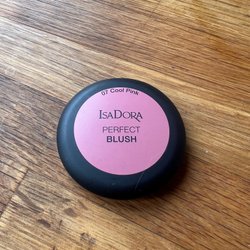 07 Cool Pink
IsaDora
PERFECT
BLUSH